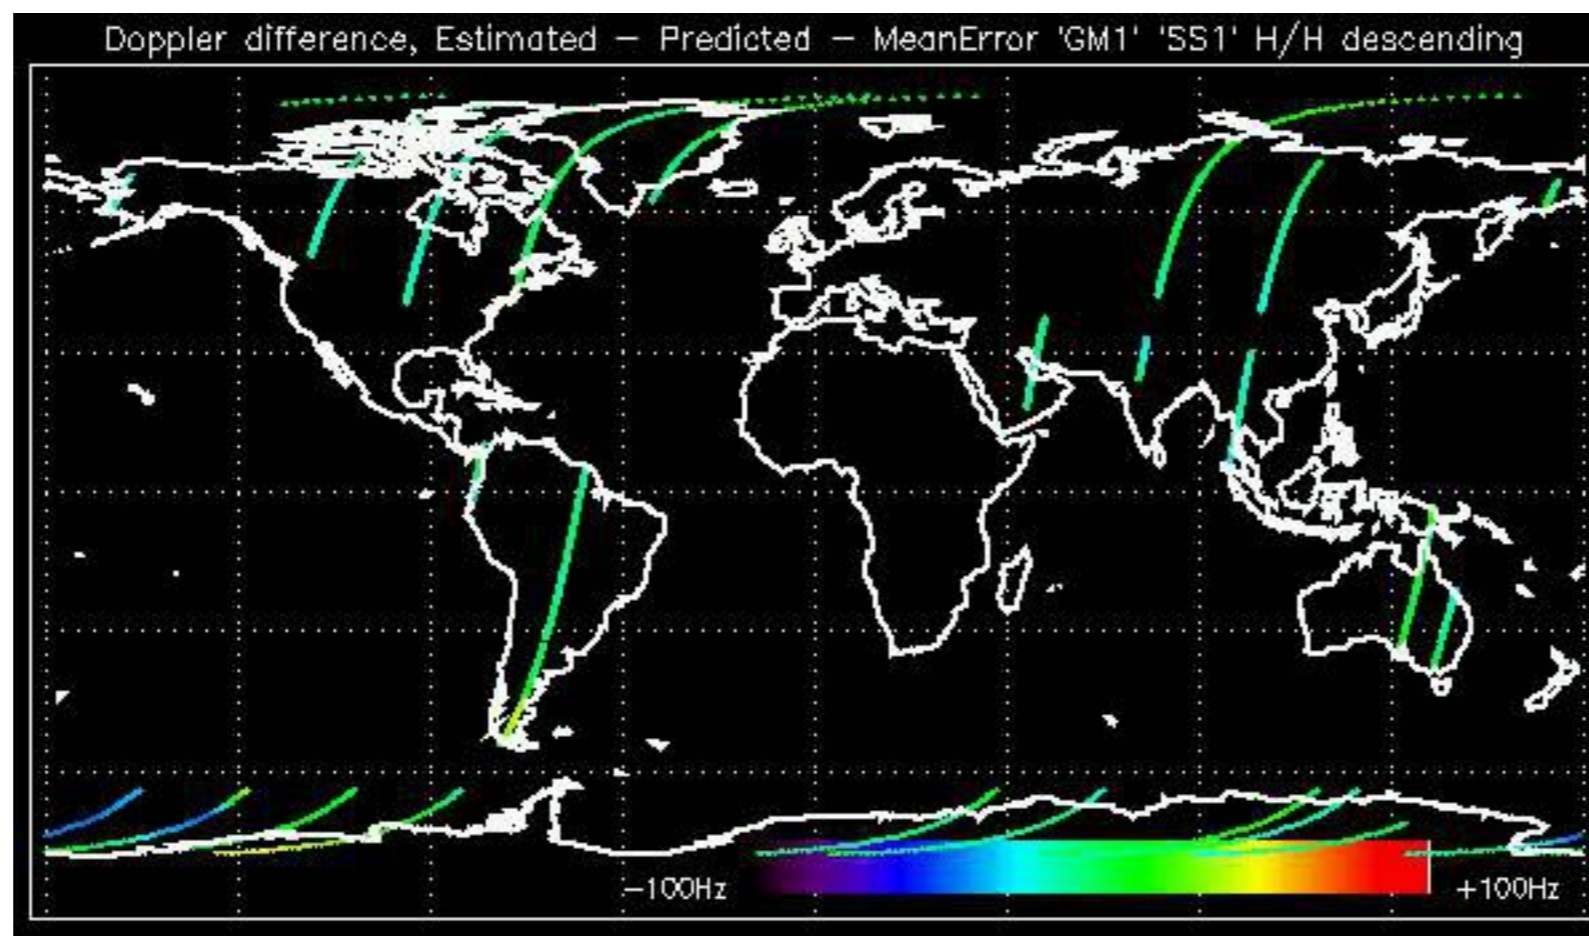 Doppler difference, Estimated – Predicted – MeanError 'GM1' 'SS1' H/H descending
−100Hz
+100Hz